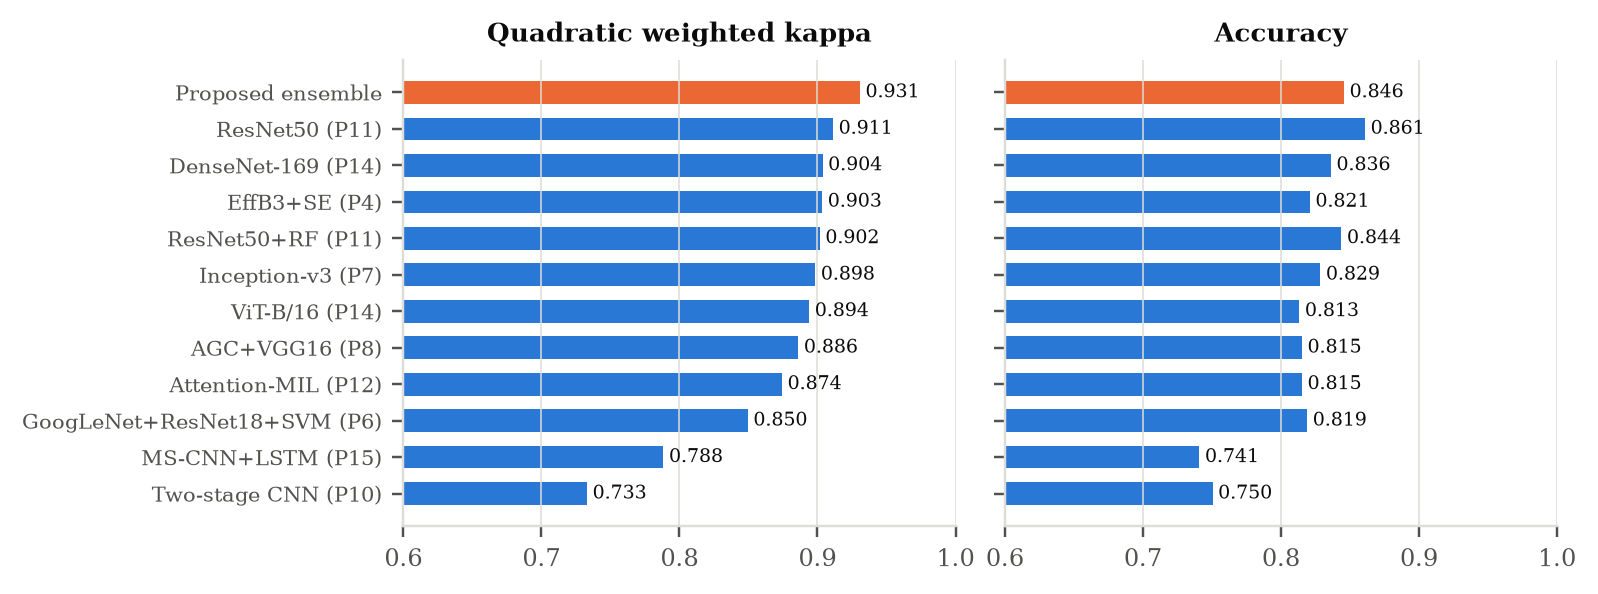 Quadratic weighted kappa Accuracy
Proposed ensemble 0.931 0.846
ResNet50 (P11) 0.911 0.861
DenseNet-169 (P14) 0.904 0.836
EffB3+SE (P4) 0.903 0.821
ResNet50+RF (P11) 0.902 0.844
Inception-v3 (P7) 0.898 0.829
ViT-B/16 (P14) 0.894 0.813
AGC+VGG16 (P8) 0.886 0.815
Attention-MIL (P12) 0.874 0.815
GoogLeNet+ResNet18+SVM (P6) 0.850 0.819
MS-CNN+LSTM (P15) 0.788 0.741
Two-stage CNN (P10) 0.733 0.750
0.6 0.7 0.8 0.9 1.0 0.6 0.7 0.8 0.9 1.0